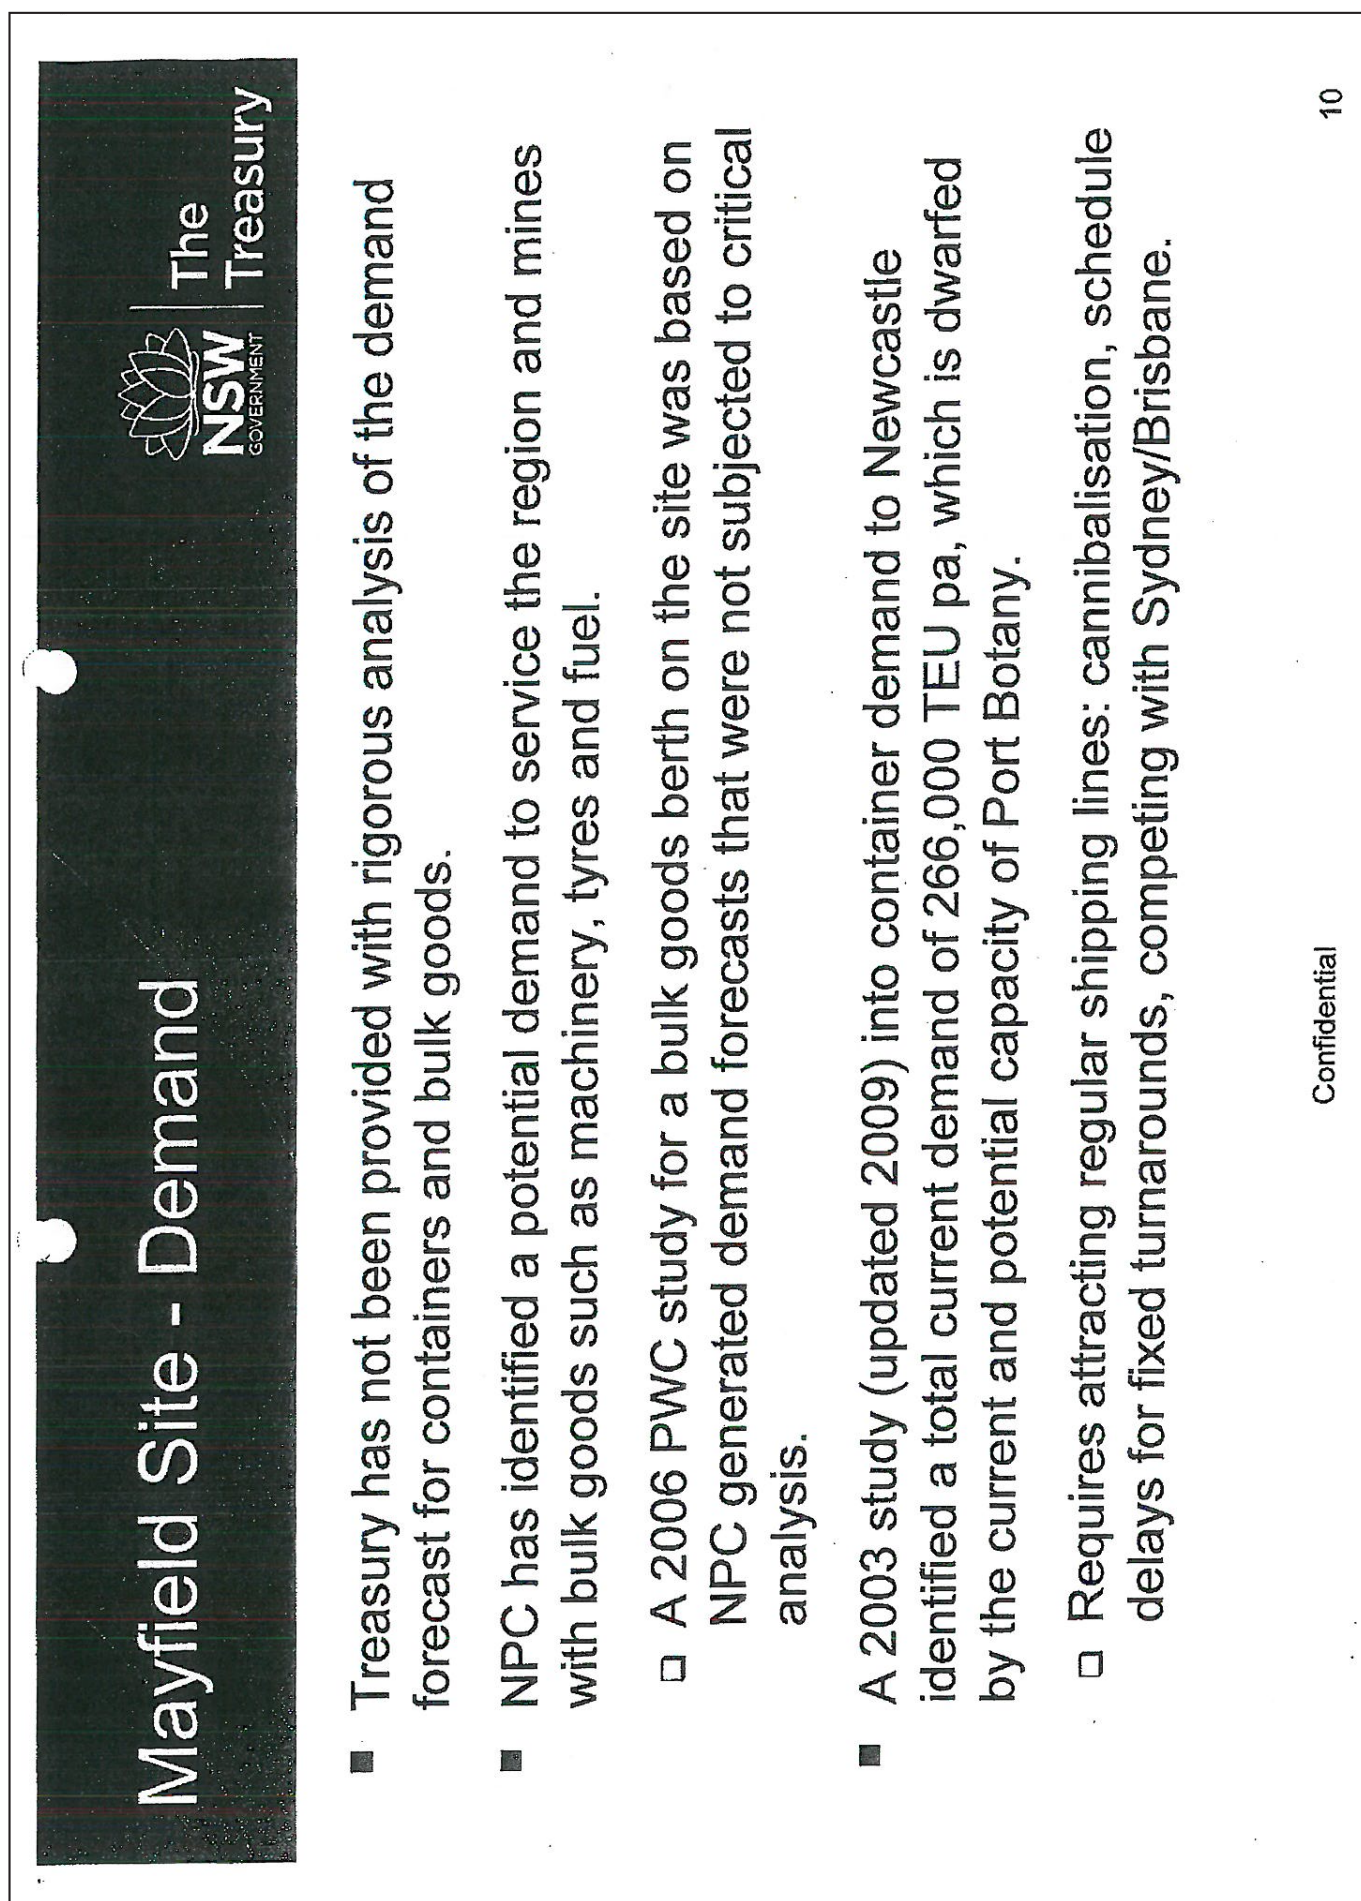 Mayfield Site - Demand
NSW
GOVERNMENT
The
Treasury
■ Treasury has not been provided with rigorous analysis of the demand
forecast for containers and bulk goods.
■ NPC has identified a potential demand to service the region and mines
with bulk goods such as machinery, tyres and fuel.
□ A 2006 PWC study for a bulk goods berth on the site was based on
NPC generated demand forecasts that were not subjected to critical
analysis.
■ A 2003 study (updated 2009) into container demand to Newcastle
identified a total current demand of 266,000 TEU pa, which is dwarfed
by the current and potential capacity of Port Botany.
□ Requires attracting regular shipping lines: cannibalisation, schedule
delays for fixed turnarounds, competing with Sydney/Brisbane.
Confidential
10